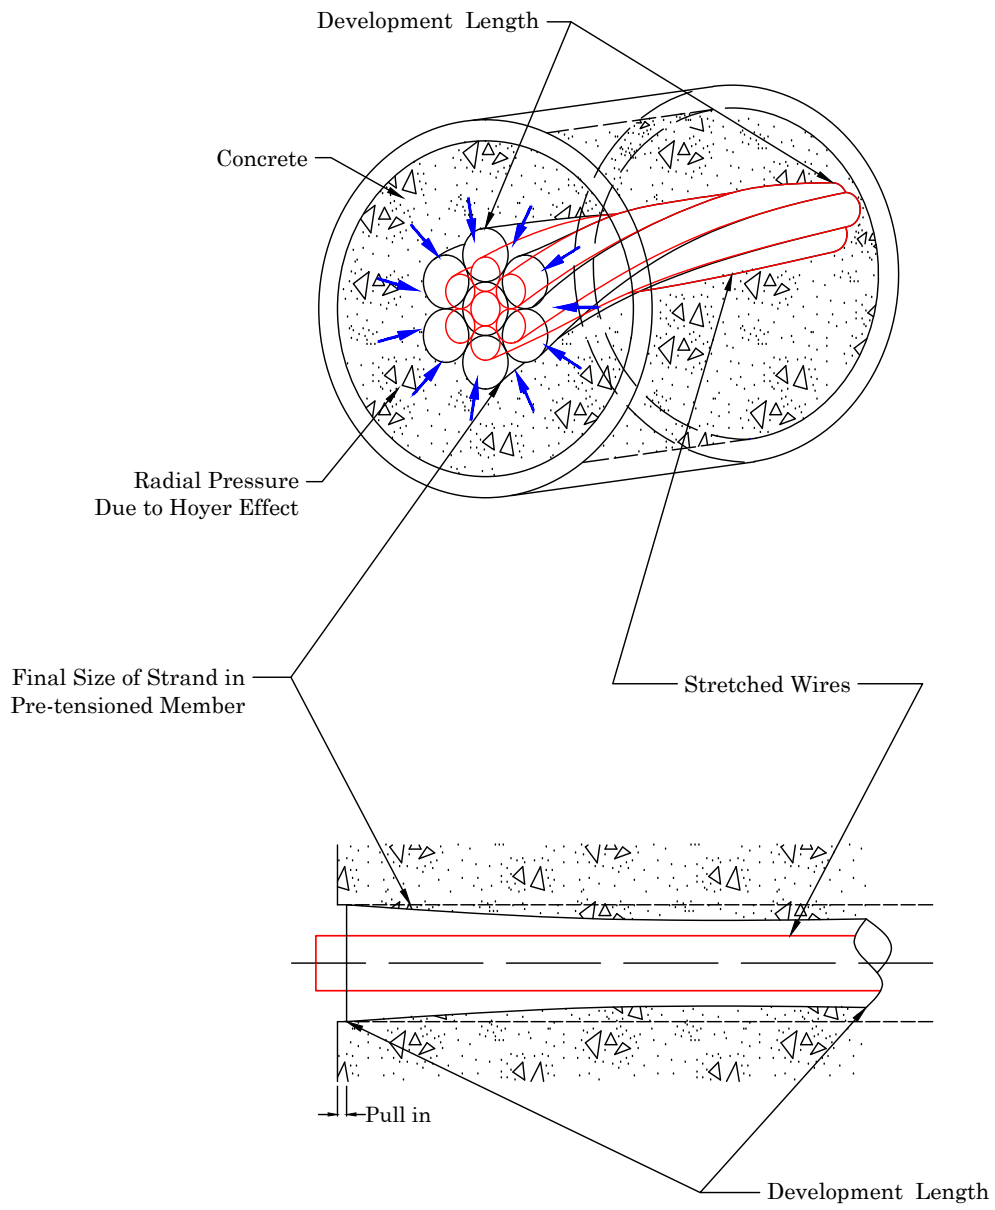 Development Length
Concrete
Radial Pressure
Due to Hoyer Effect
Final Size of Strand in
Pre-tensioned Member
Stretched Wires
Pull in
Development Length